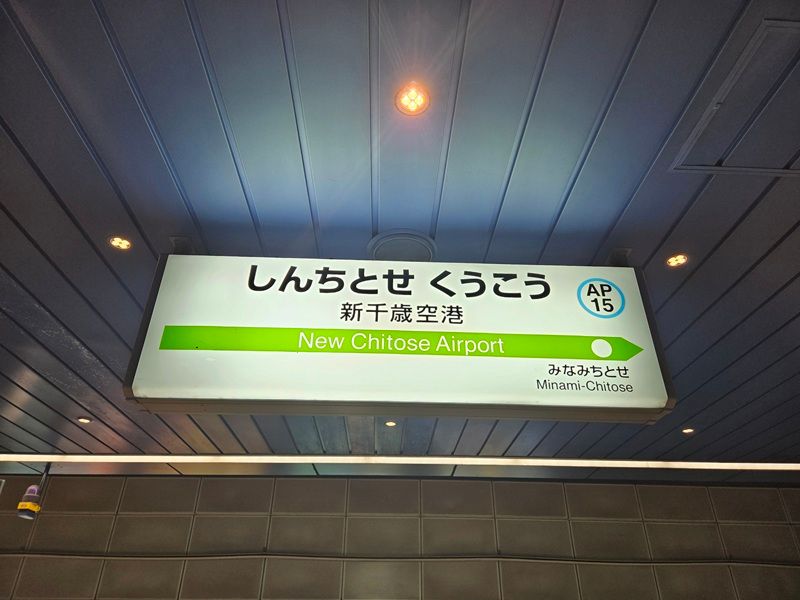 しんちとせ くうこう
新千歳空港
AP
15
New Chitose Airport
みなみちとせ
Minami-Chitose